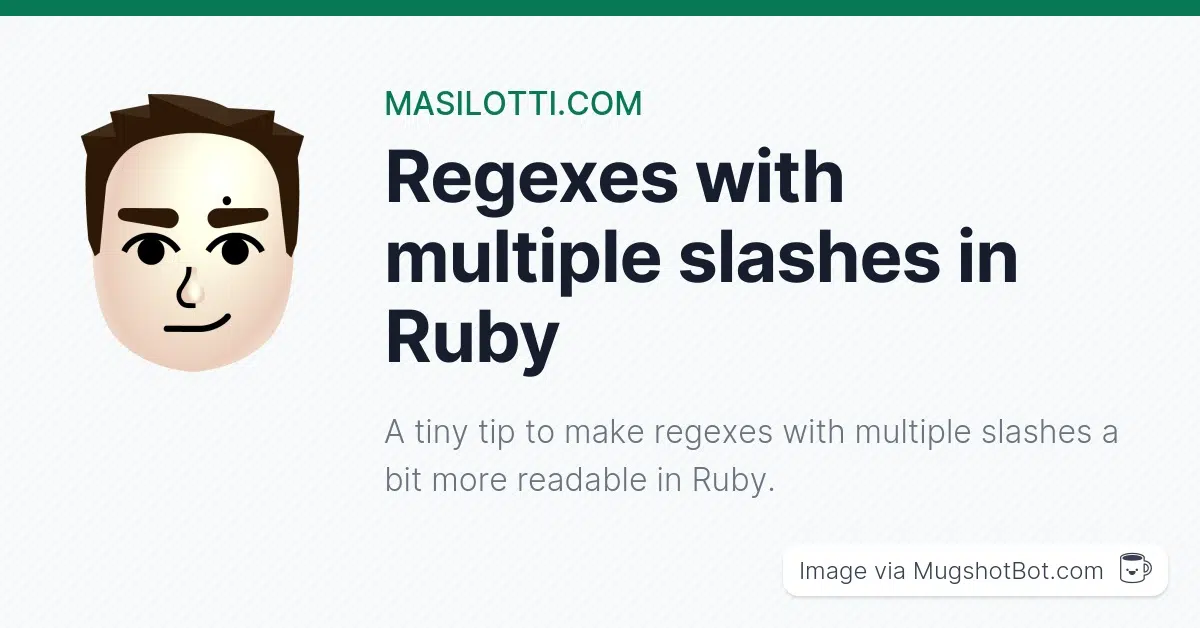 MASILOTTI.COM
Regexes with
multiple slashes in
Ruby
A tiny tip to make regexes with multiple slashes a
bit more readable in Ruby.
Image via MugshotBot.com